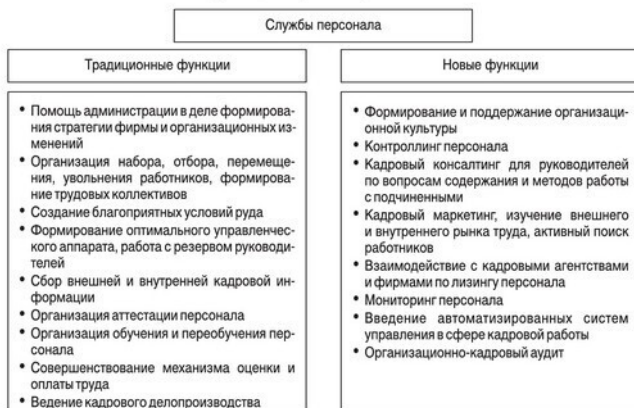 Службы персонала
Традиционные функции
• Помощь администрации в деле формирова-
ния стратегии фирмы и организационных из-
менений
• Организация набора, отбора, перемеще-
ния, увольнения работников, формирова-
ние трудовых коллективов
• Создание благоприятных условий руда
• Формирование оптимального управленчес-
кого аппарата, работа с резервом руководи-
телей
• Сбор внешней и внутренней кадровой ин-
формации
• Организация аттестации персонала
• Организация обучения и переобучения пер-
сонала
• Совершенствование механизма оценки и
оплаты труда
• Ведение кадрового делопроизводства
Новые функции
• Формирование и поддержание организаци-
онной культуры
• Контроллинг персонала
• Кадровый консалтинг для руководителей
по вопросам содержания и методов работы
с подчиненными
• Кадровый маркетинг, изучение внешнего
и внутреннего рынка труда, активный поиск
работников
• Взаимодействие с кадровыми агентствами
и фирмами по лизингу персонала
• Мониторинг персонала
• Введение автоматизированных систем
управления в сфере кадровой работы
• Организационно-кадровый аудит